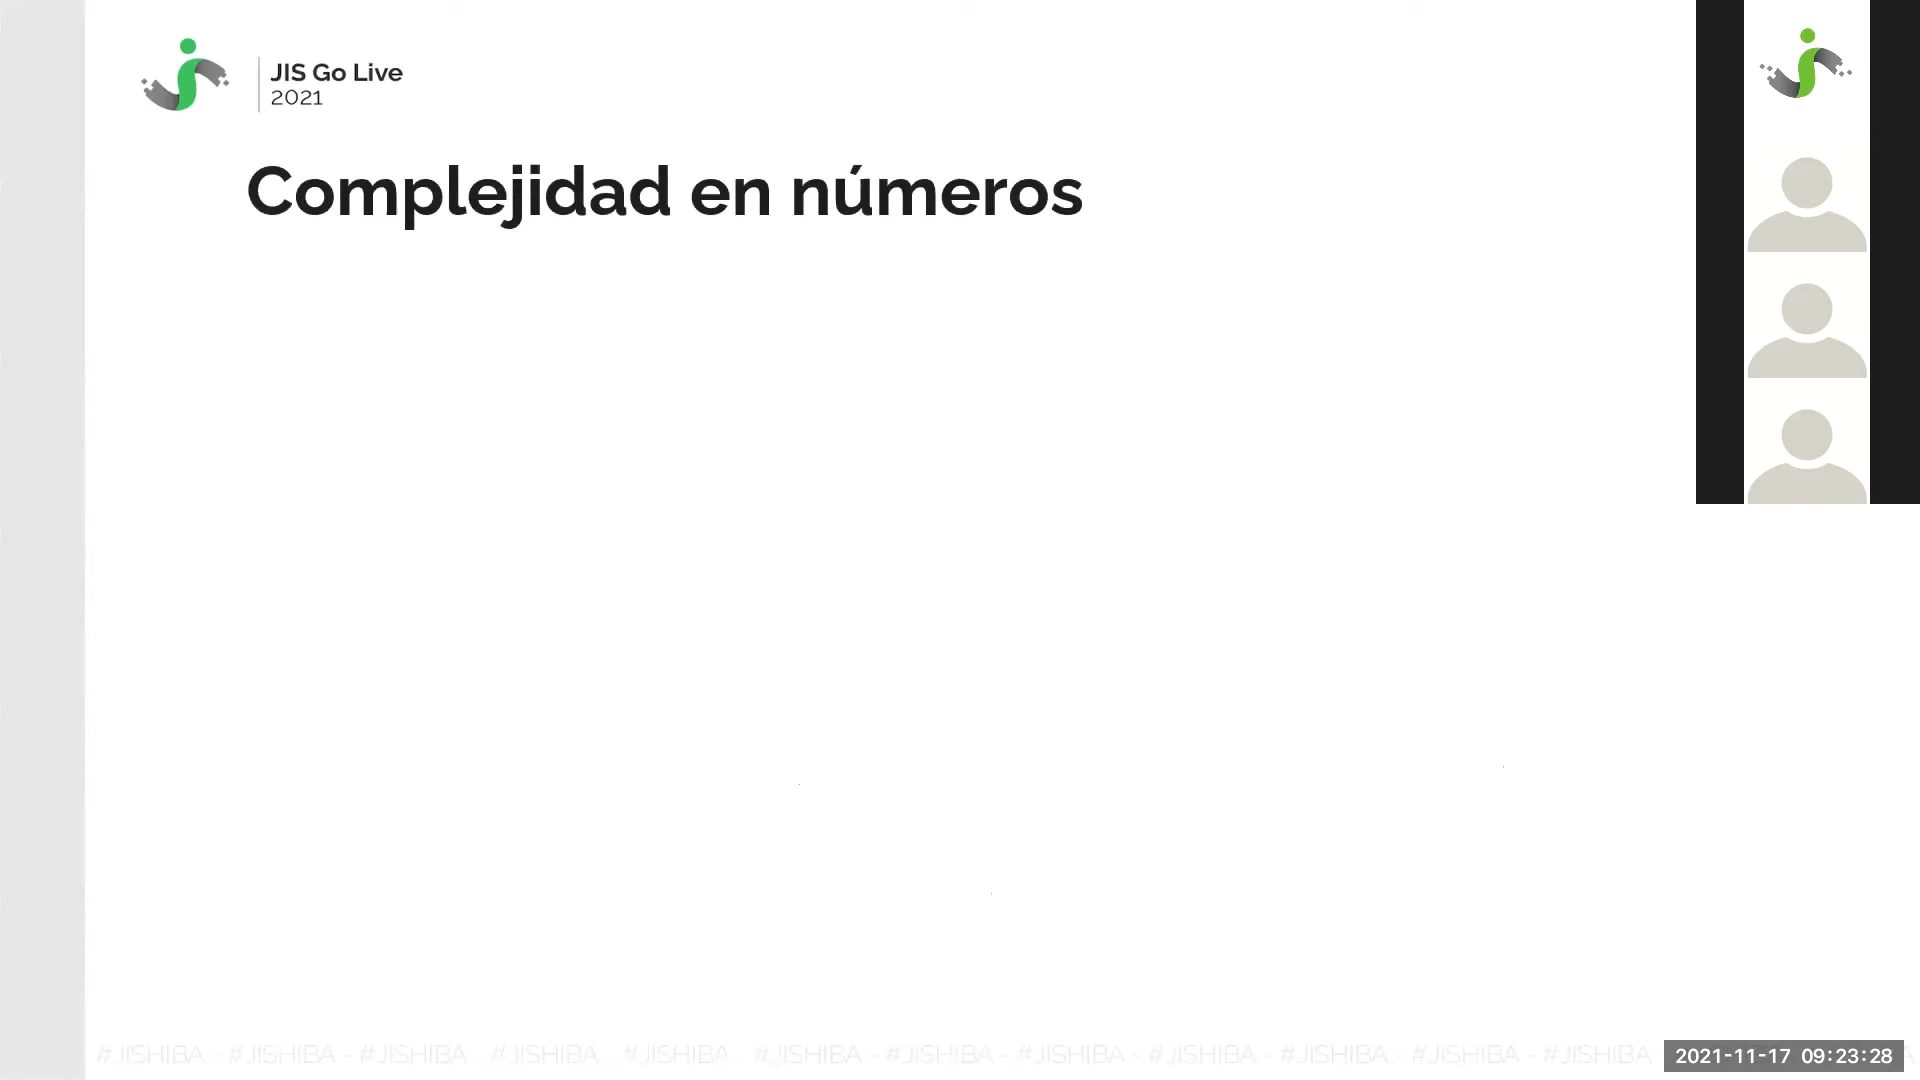 JIS Go Live
2021
Complejidad en números
#JISHIBA - #JISHIBA - #JISHIBA - #JISHIBA - #JISHIBA - #JISHIBA - #JISHIBA - #JISHIBA - #JISHIBA - #JISHIBA - #JISHIBA - #JISHIBA
2021-11-17 09:23:28